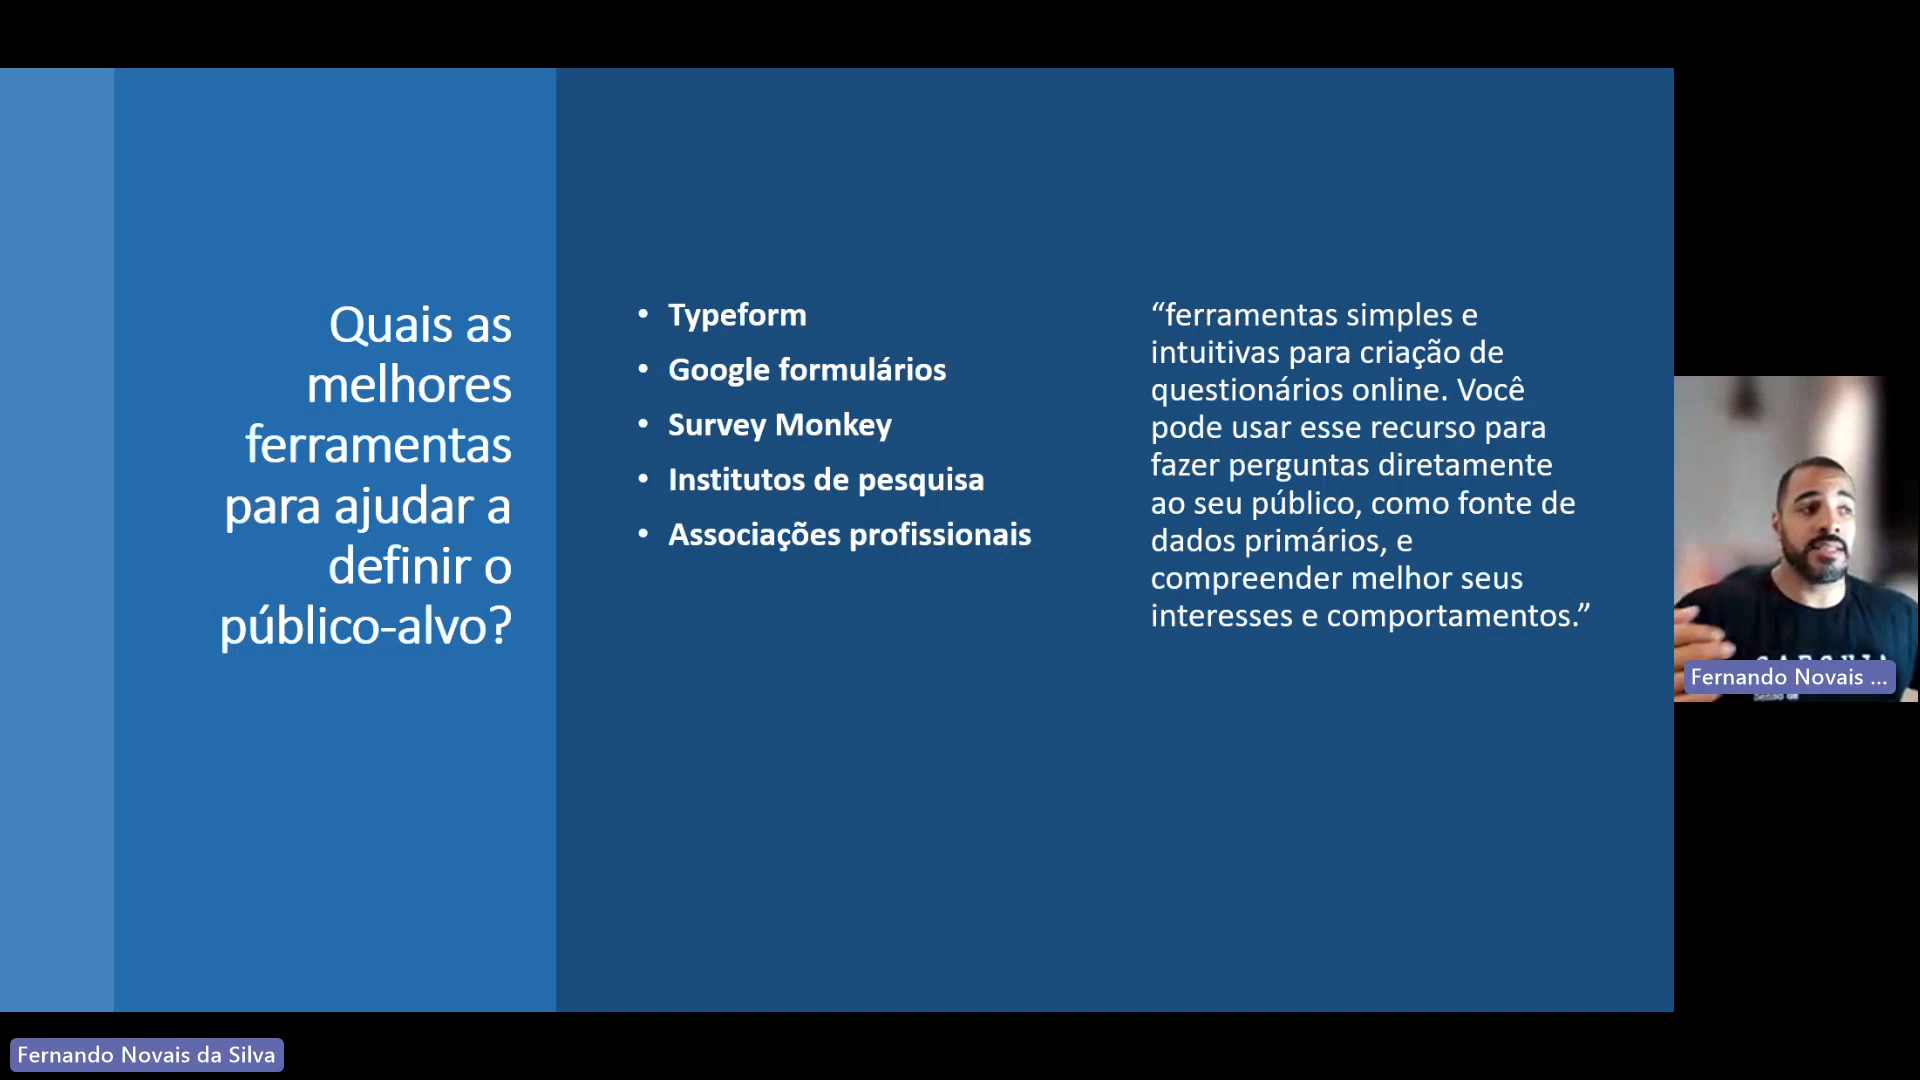 Quais as
melhores
ferramentas
para ajudar a
definir o
público-alvo?
• Typeform
• Google formulários
• Survey Monkey
• Institutos de pesquisa
• Associações profissionais
“ferramentas simples e
intuitivas para criação de
questionários online. Você
pode usar esse recurso para
fazer perguntas diretamente
ao seu público, como fonte de
dados primários, e
compreender melhor seus
interesses e comportamentos.”
Fernando Novais ...
Fernando Novais da Silva